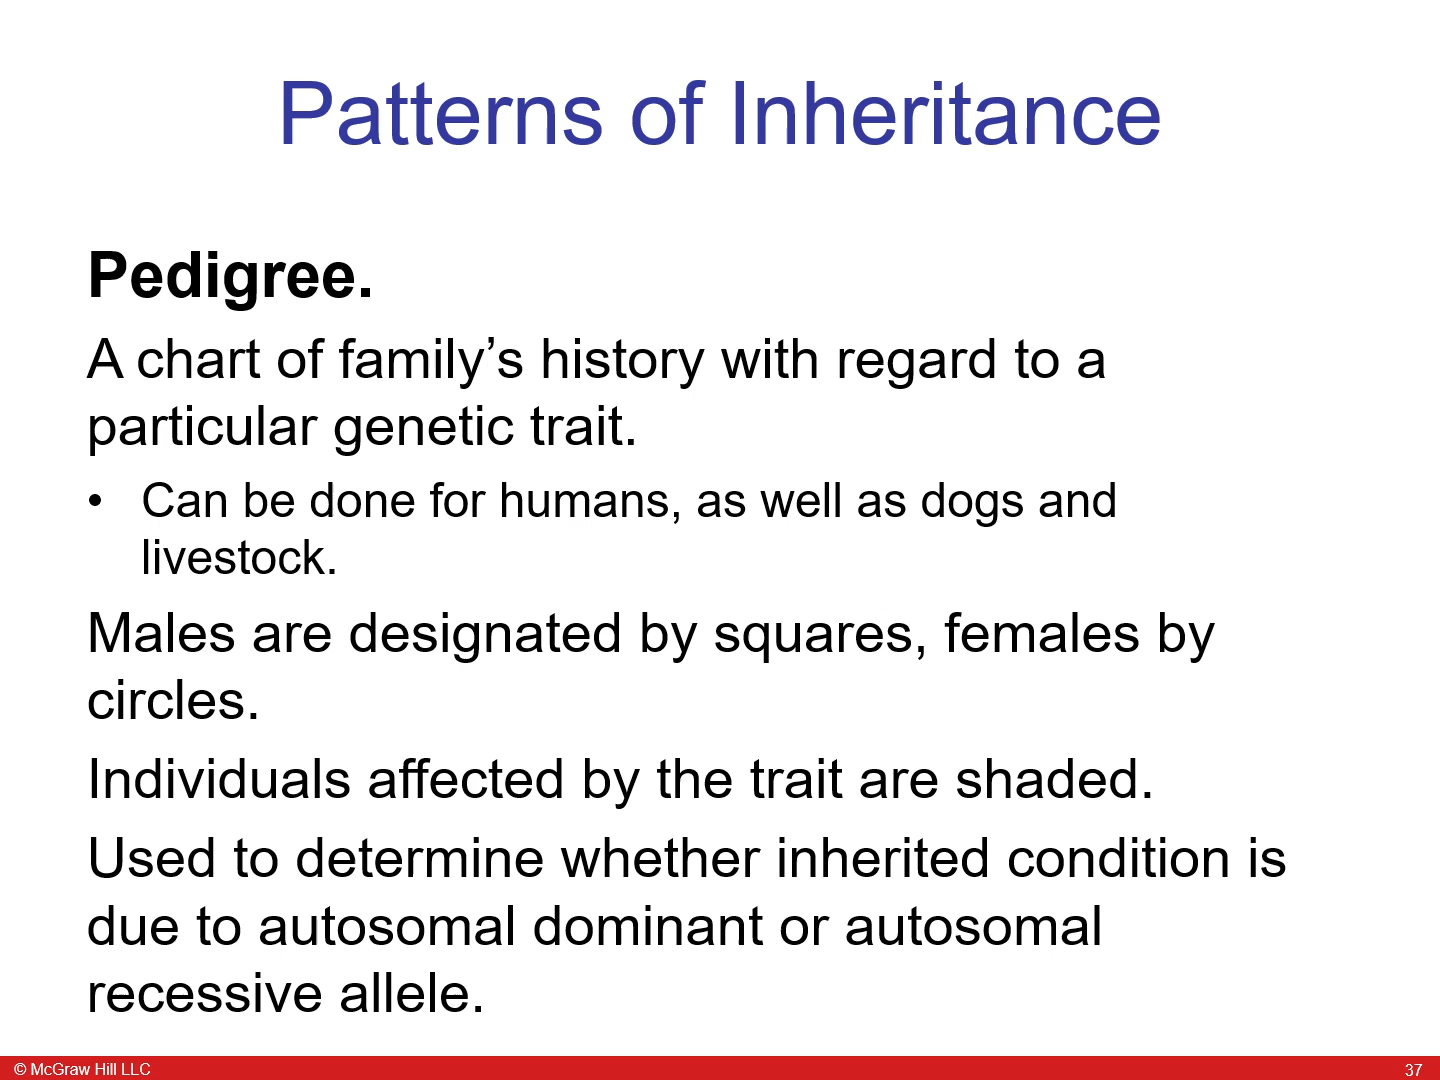 Patterns of Inheritance
Pedigree.
A chart of family’s history with regard to a
particular genetic trait.
• Can be done for humans, as well as dogs and
livestock.
Males are designated by squares, females by
circles.
Individuals affected by the trait are shaded.
Used to determine whether inherited condition is
due to autosomal dominant or autosomal
recessive allele.
© McGraw Hill LLC
37